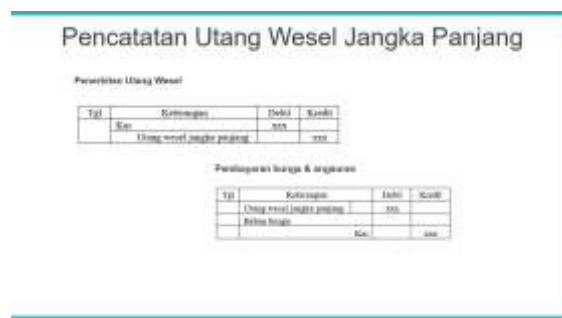 Pencatatan Utang Wesel Jangka Panjang
Penerbitan Utang Wesel
Tgl Keterangan Debit Kredit
Kas xxx
Utang wesel jangka panjang xxx
Pembayaran bunga & angsuran
Tgl Keterangan Debit Kredit
Utang wesel jangka panjang xxx
Beban bunga
Kas xxx